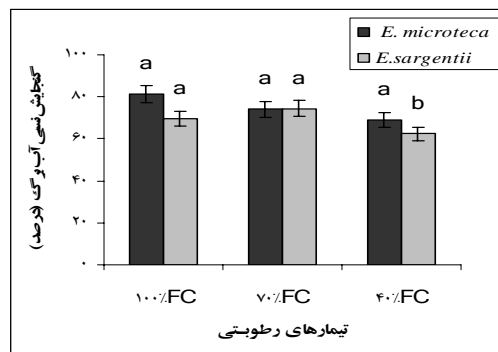 E. microteca
E.sargentii
گنجایش نسبی آب برگ (درصد)
۱۰۰
۸۰
۶۰
۴۰
۲۰
۰
a a a a a b
۱۰۰٪FC ۷۰٪FC ۴۰٪FC
تیمارهای رطوبتی